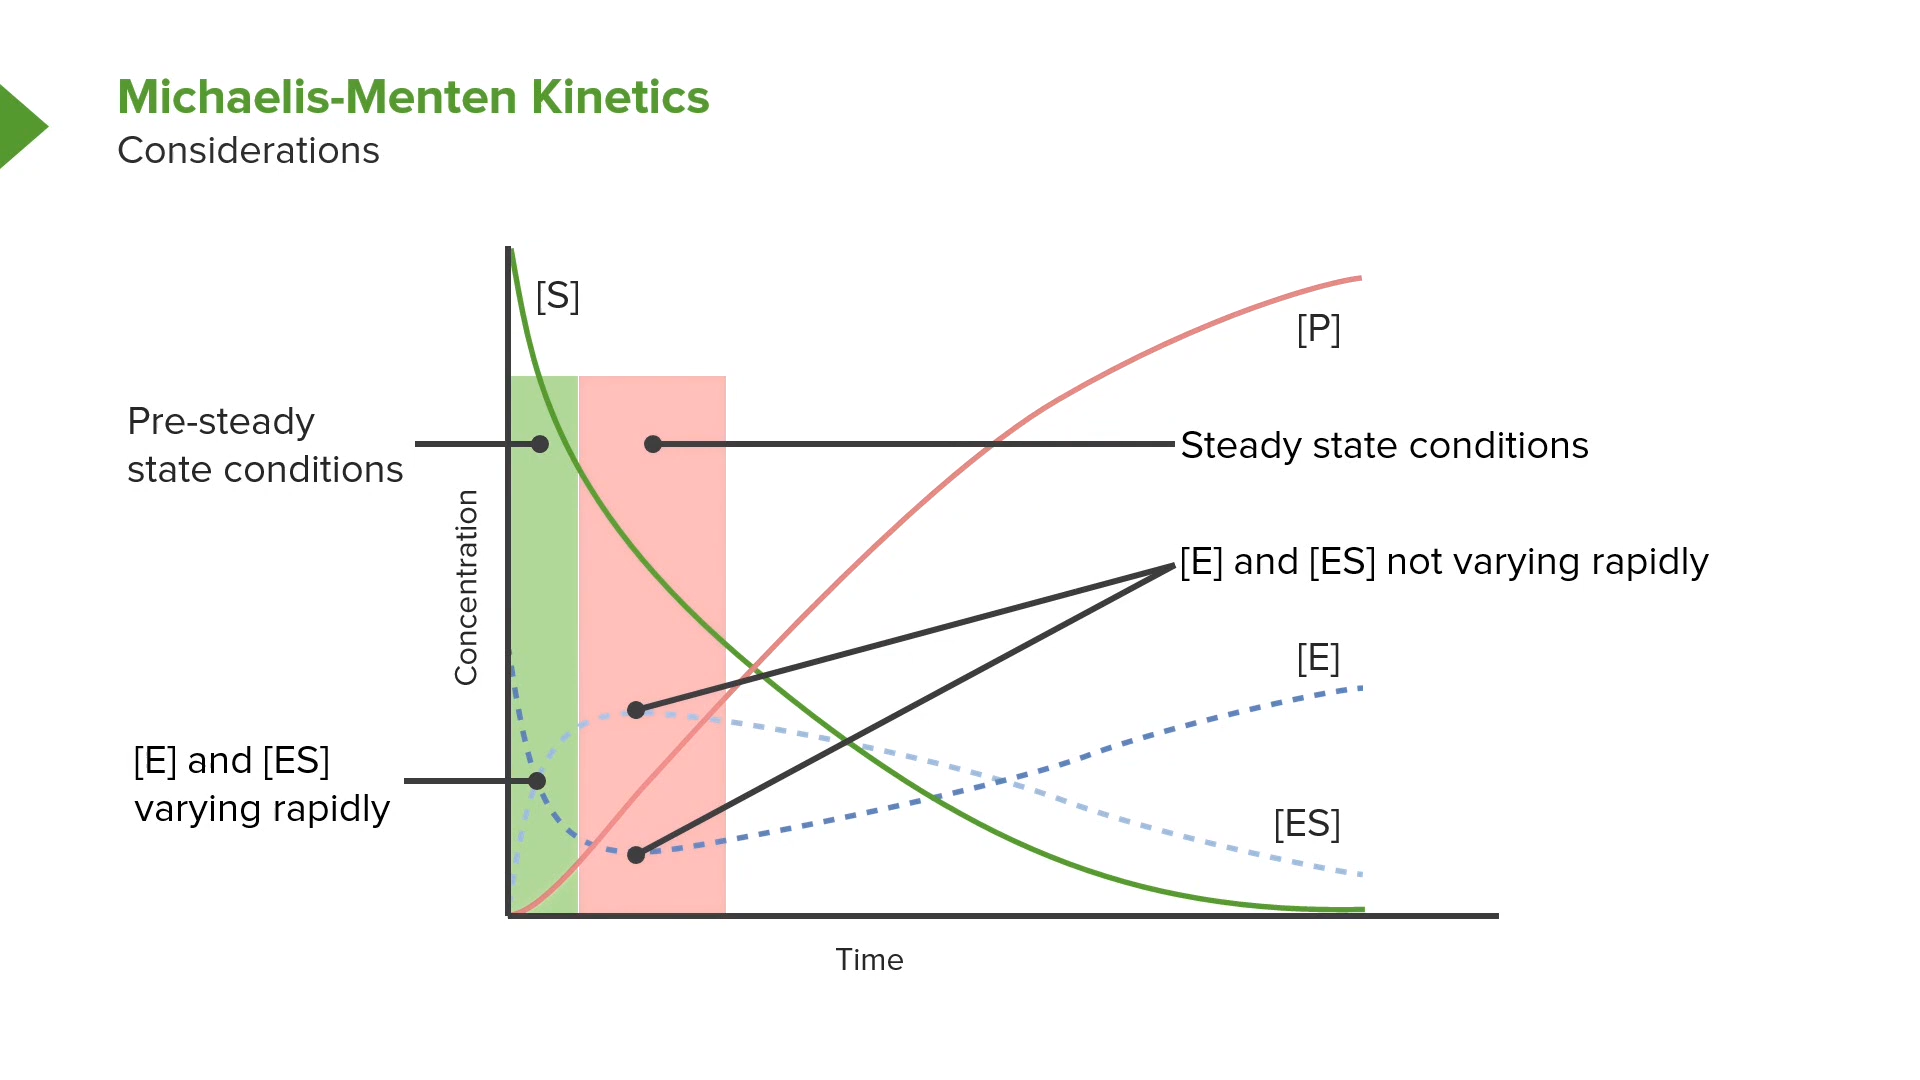 Michaelis-Menten Kinetics
Considerations
[S]
[P]
Pre-steady
state conditions
Steady state conditions
Concentration
[E] and [ES] not varying rapidly
[E]
[E] and [ES]
varying rapidly
[ES]
Time